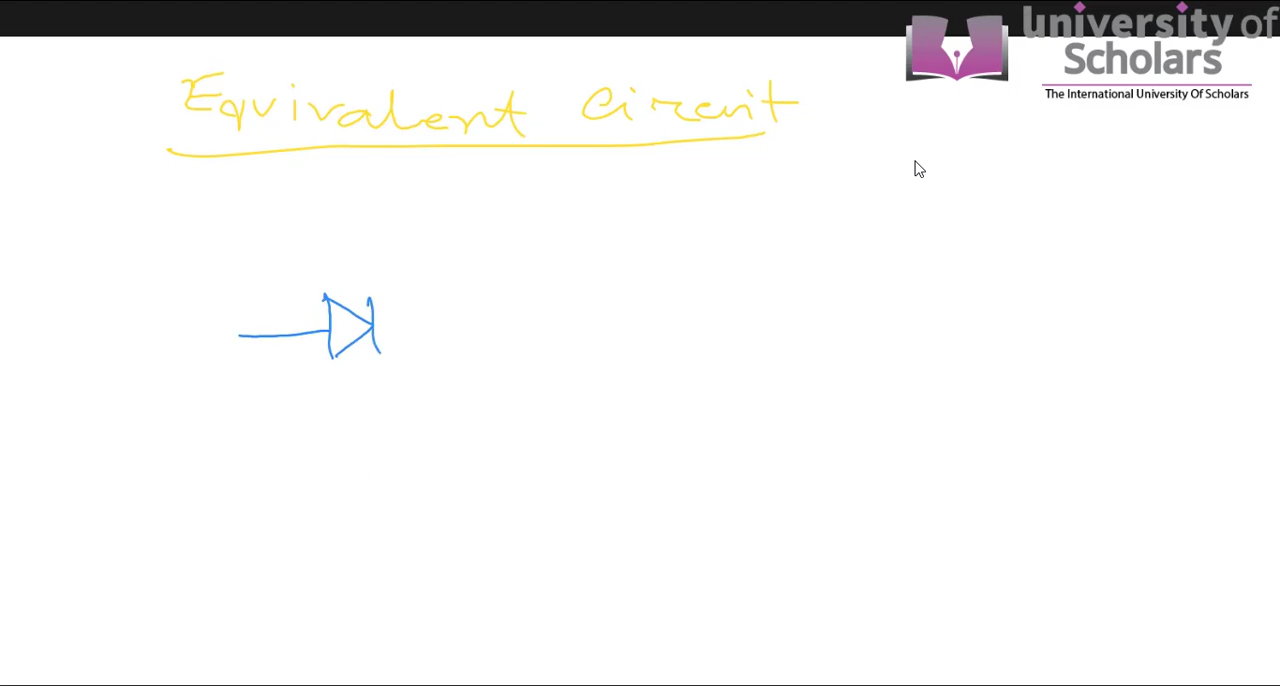 university of
Scholars
The International University Of Scholars
Equivalent Circuit